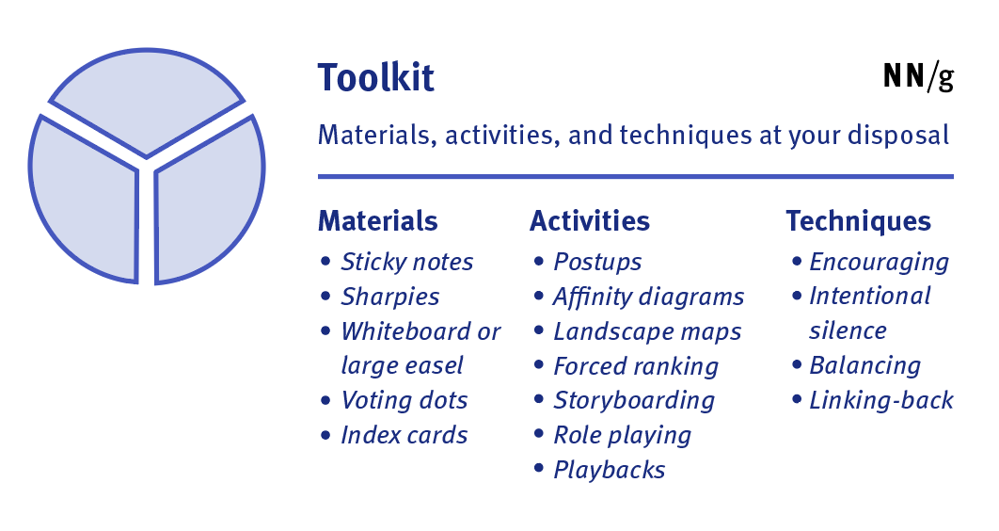 Toolkit
NN/g
Materials, activities, and techniques at your disposal
Materials
• Sticky notes
• Sharpies
• Whiteboard or
large easel
• Voting dots
• Index cards
Activities
• Postups
• Affinity diagrams
• Landscape maps
• Forced ranking
• Storyboarding
• Role playing
• Playbacks
Techniques
• Encouraging
• Intentional
silence
• Balancing
• Linking-back